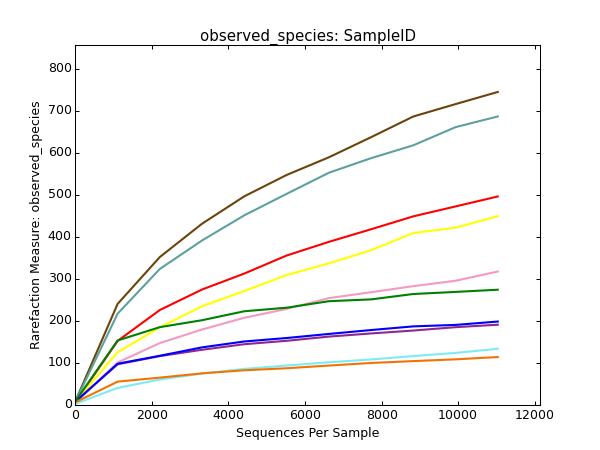 observed_species: SampleID
Rarefaction Measure: observed_species
800
700
600
500
400
300
200
100
0
0 2000 4000 6000 8000 10000 12000
Sequences Per Sample